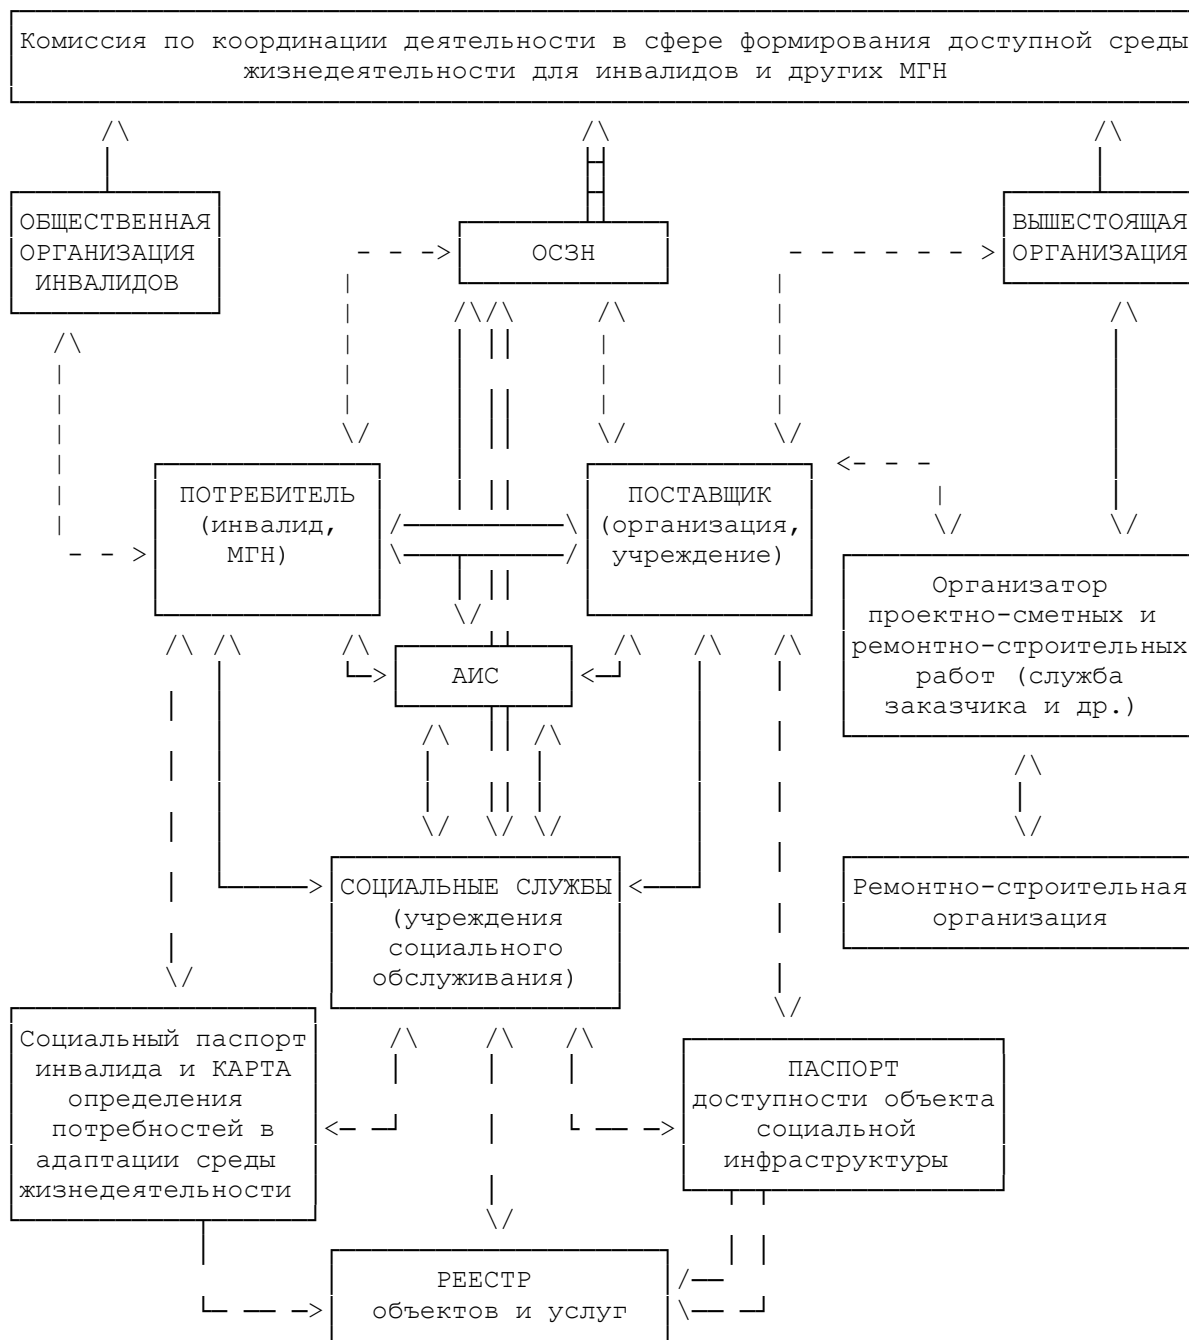 Комиссия по координации деятельности в сфере формирования доступной среды
жизнедеятельности для инвалидов и других МГН
ОБЩЕСТВЕННАЯ
ОРГАНИЗАЦИЯ
ИНВАЛИДОВ
ОСЗН
ВЫШЕСТОЯЩАЯ
ОРГАНИЗАЦИЯ
ПОТРЕБИТЕЛЬ
(инвалид,
МГН)
ПОСТАВЩИК
(организация,
учреждение)
Организатор
проектно-сметных и
ремонтно-строительных
работ (служба
заказчика и др.)
АИС
СОЦИАЛЬНЫЕ СЛУЖБЫ
(учреждения
социального
обслуживания)
Ремонтно-строительная
организация
Социальный паспорт
инвалида и КАРТА
определения
потребностей в
адаптации среды
жизнедеятельности
ПАСПОРТ
доступности объекта
социальной
инфраструктуры
РЕЕСТР
объектов и услуг